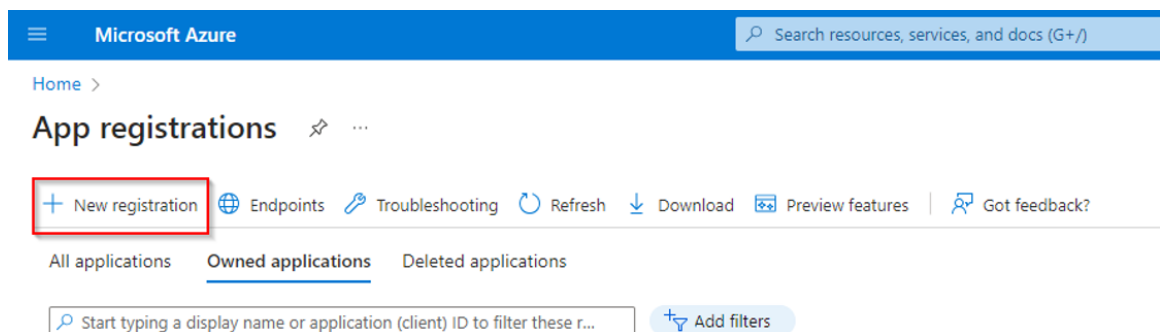 Microsoft Azure Search resources, services, and docs (G+/)
Home >
App registrations ...
+ New registration Endpoints Troubleshooting Refresh Download Preview features Got feedback?
All applications Owned applications Deleted applications
Start typing a display name or application (client) ID to filter these r... Add filters